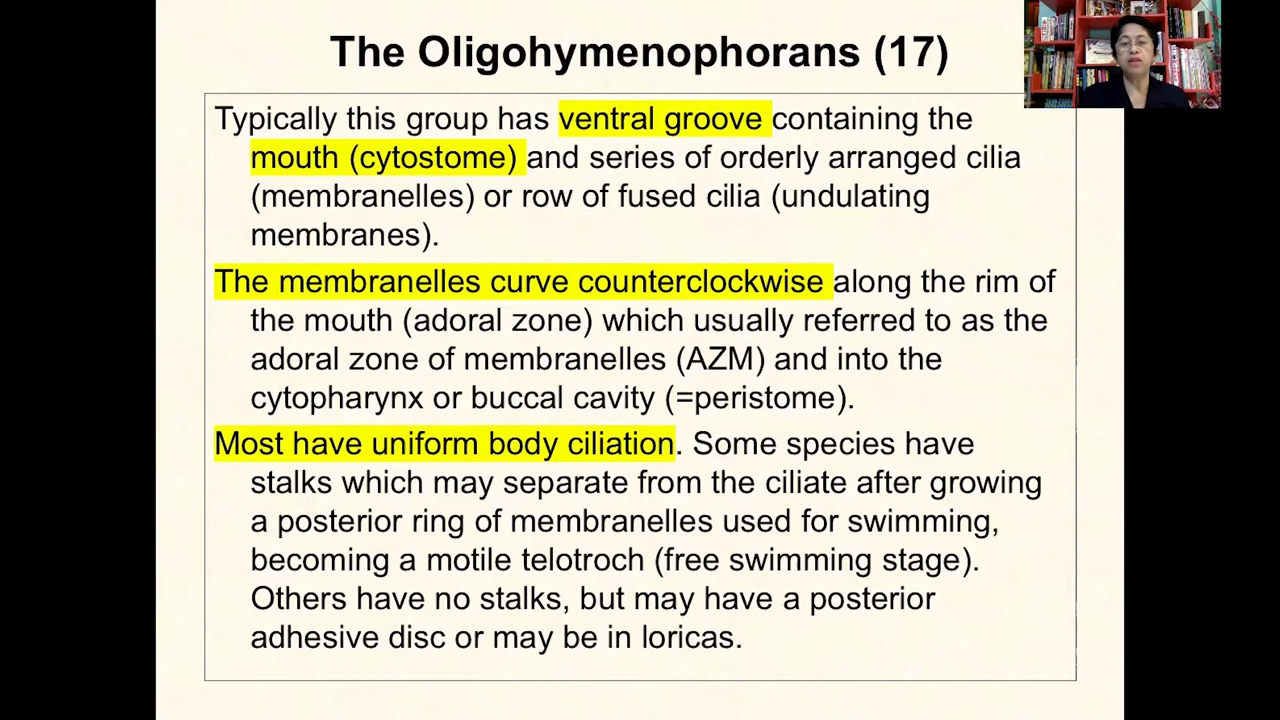 The Oligohymenophorans (17)
Typically this group has ventral groove containing the
mouth (cytostome) and series of orderly arranged cilia
(membranelles) or row of fused cilia (undulating
membranes).
The membranelles curve counterclockwise along the rim of
the mouth (adoral zone) which usually referred to as the
adoral zone of membranelles (AZM) and into the
cytopharynx or buccal cavity (=peristome).
Most have uniform body ciliation. Some species have
stalks which may separate from the ciliate after growing
a posterior ring of membranelles used for swimming,
becoming a motile telotroch (free swimming stage).
Others have no stalks, but may have a posterior
adhesive disc or may be in loricas.